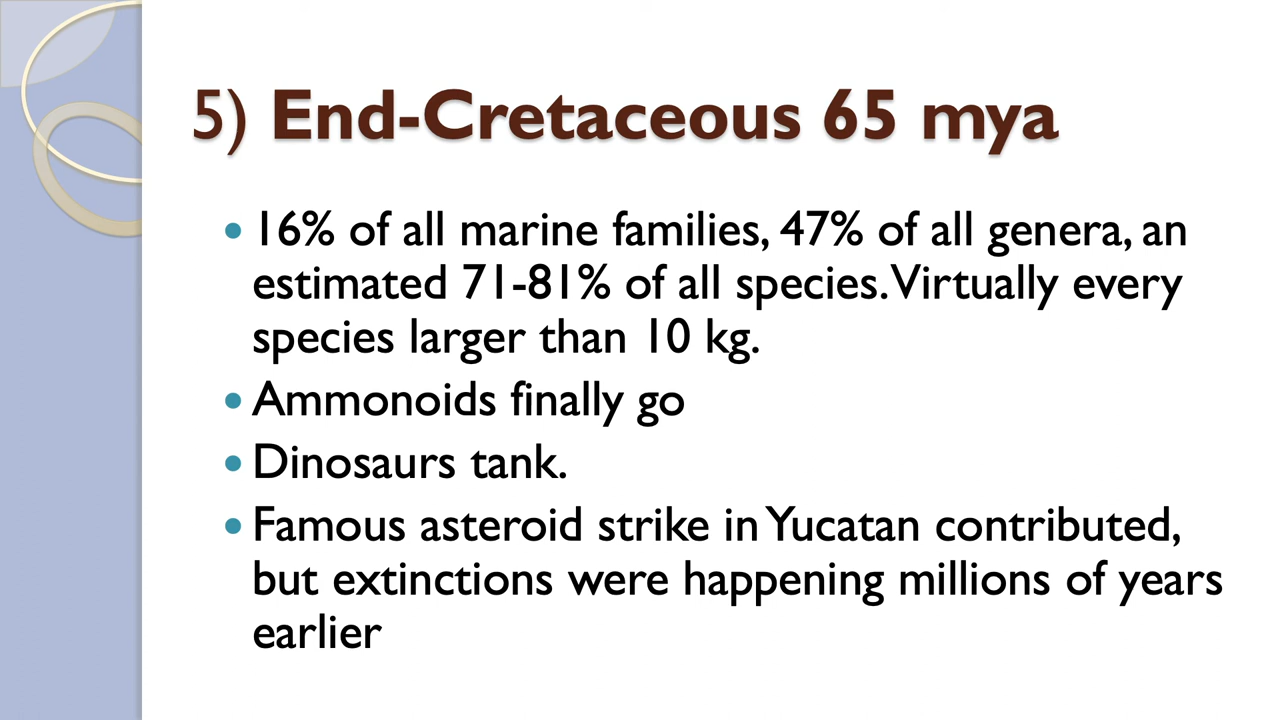 5) End-Cretaceous 65 mya
• 16% of all marine families, 47% of all genera, an
estimated 71-81% of all species. Virtually every
species larger than 10 kg.
• Ammonoids finally go
• Dinosaurs tank.
• Famous asteroid strike in Yucatan contributed,
but extinctions were happening millions of years
earlier